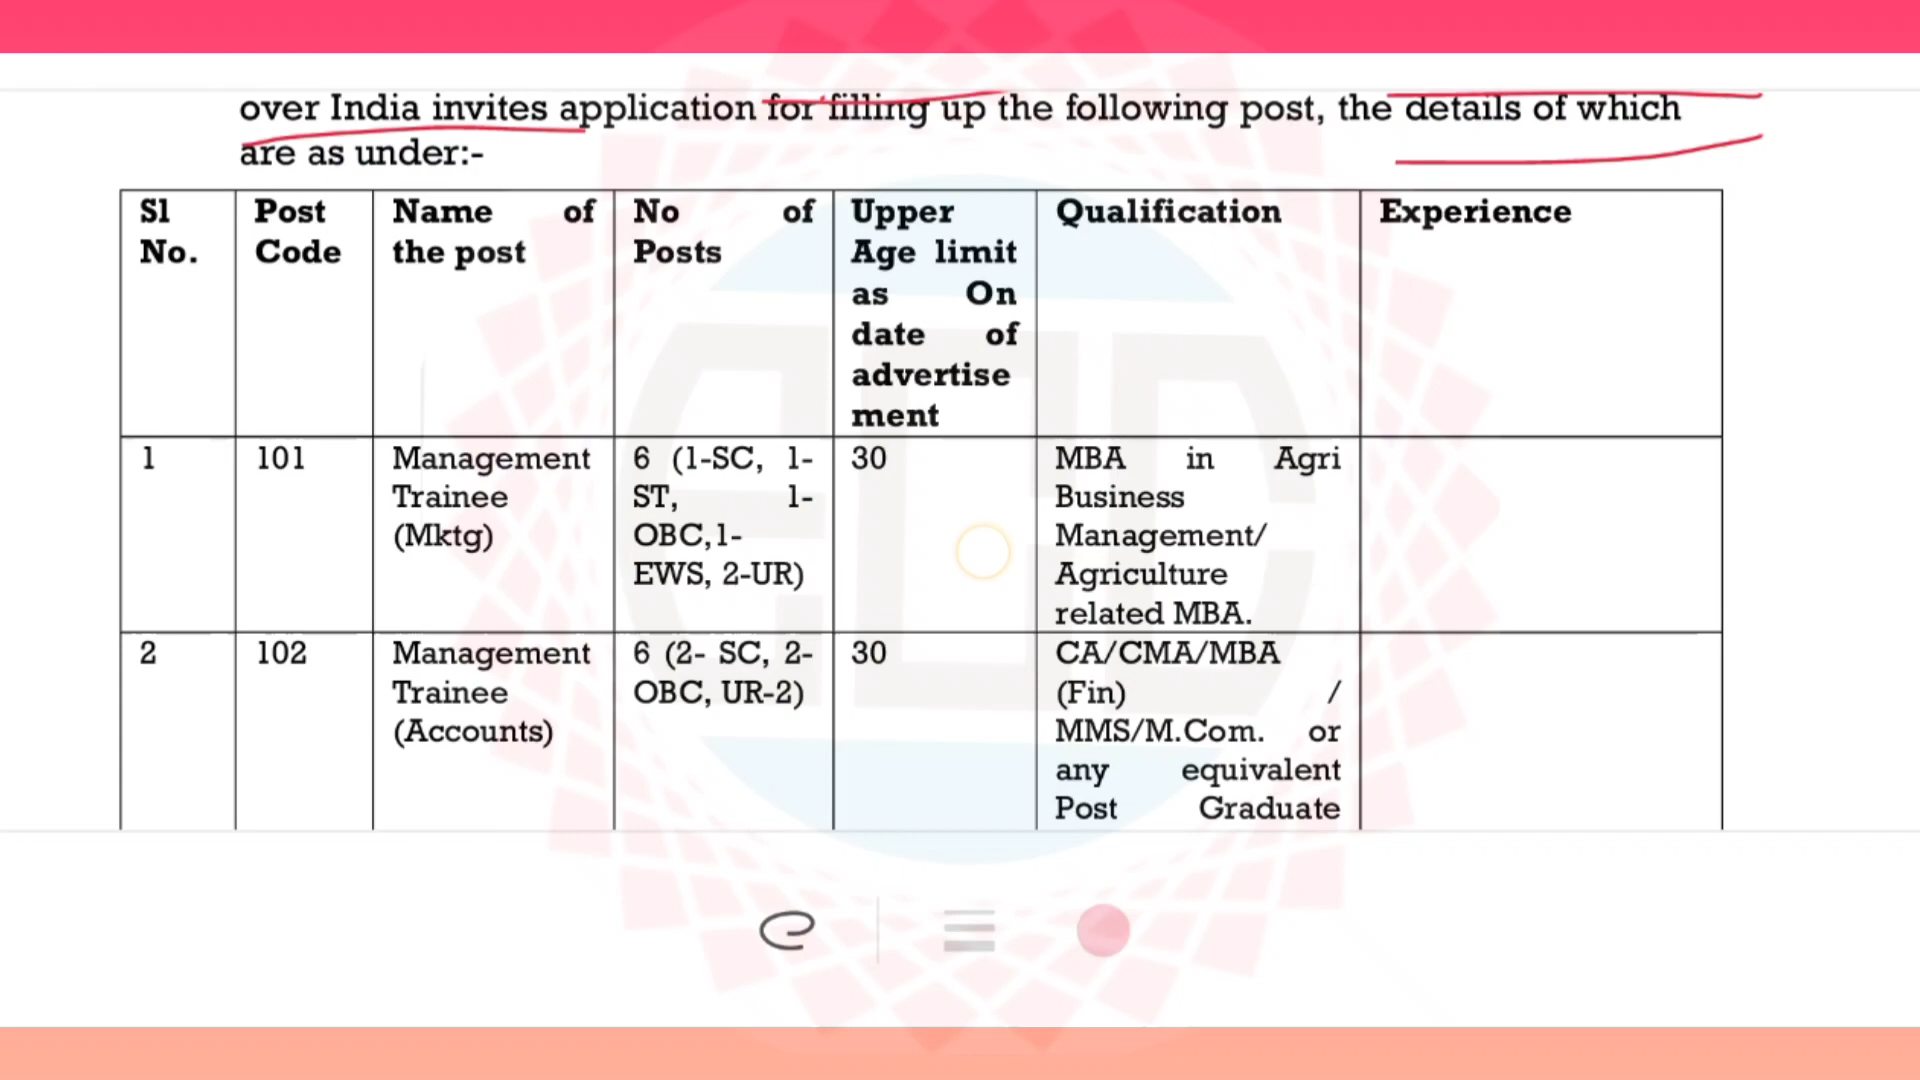 over India invites application for filling up the following post, the details of which
are as under:-
Sl No. Post Code Name of the post No of Posts Upper Age limit as On date of advertise ment Qualification Experience
1 101 Management Trainee (Mktg) 6 (1-SC, 1-ST, 1-OBC,1-EWS, 2-UR) 30 MBA in Agri Business Management/ Agriculture related MBA.
2 102 Management Trainee (Accounts) 6 (2- SC, 2-OBC, UR-2) 30 CA/CMA/MBA (Fin) / MMS/M.Com. or any equivalent Post Graduate